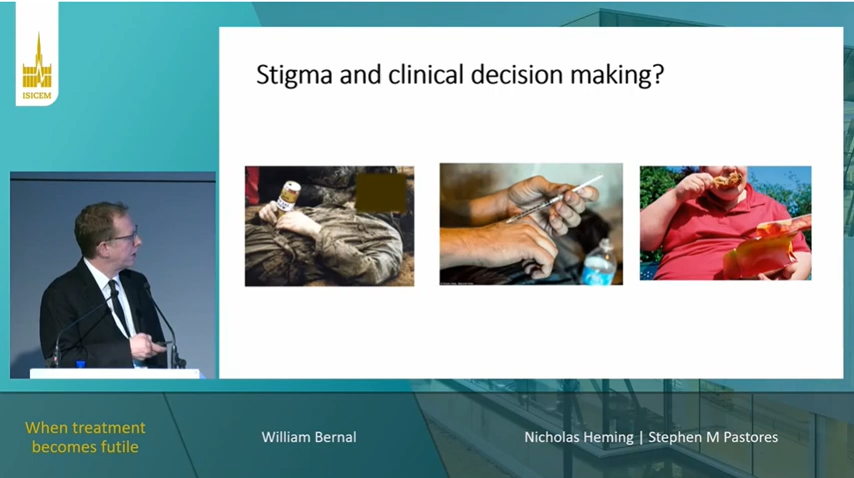 ISICEM
Stigma and clinical decision making?
When treatment
becomes futile
William Bernal
Nicholas Heming | Stephen M Pastores